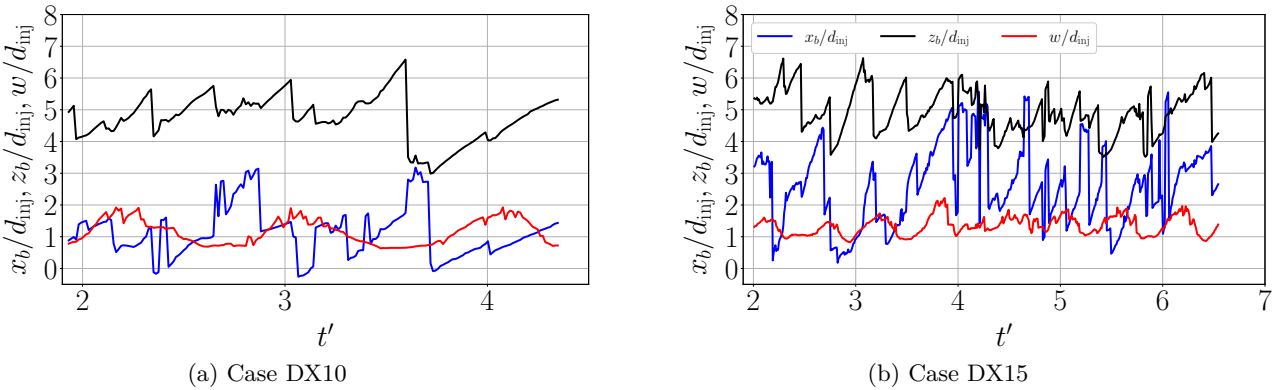 8
7
6
5
4
3
2
1
0
x_b/d_inj, z_b/d_inj, w/d_inj
2 3 4
t′
(a) Case DX10
8
7
6
5
4
3
2
1
0
x_b/d_inj, z_b/d_inj, w/d_inj
x_b/d_inj z_b/d_inj w/d_inj
2 3 4 5 6 7
t′
(b) Case DX15